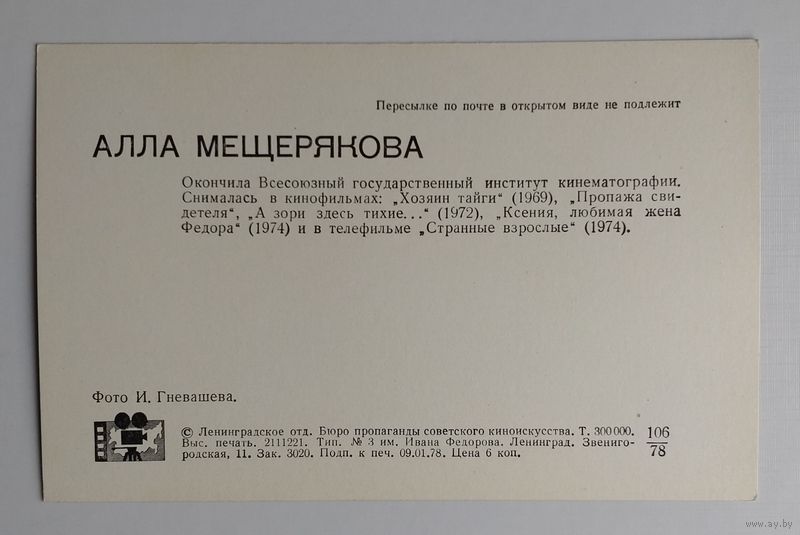 Пересылке по почте в открытом виде не подлежит
АЛЛА МЕЩЕРЯКОВА
Окончила Всесоюзный государственный институт кинематографии.
Снималась в кинофильмах: „Хозяин тайги“ (1969), „Пропажа сви-
детеля“, „А зори здесь тихие...“ (1972), „Ксения, любимая жена
Федора“ (1974) и в телефильме „Странные взрослые“ (1974).
Фото И. Гневашева.
© Ленинградское отд. Бюро пропаганды советского киноискусства. Т. 300 000.
Выс. печать. 2111221. Тип. № 3 им. Ивана Федорова. Ленинград. Звениго-
родская, 11. Зак. 3020. Подп. к печ. 09.01.78. Цена 6 коп.
106
78
www.ay.by